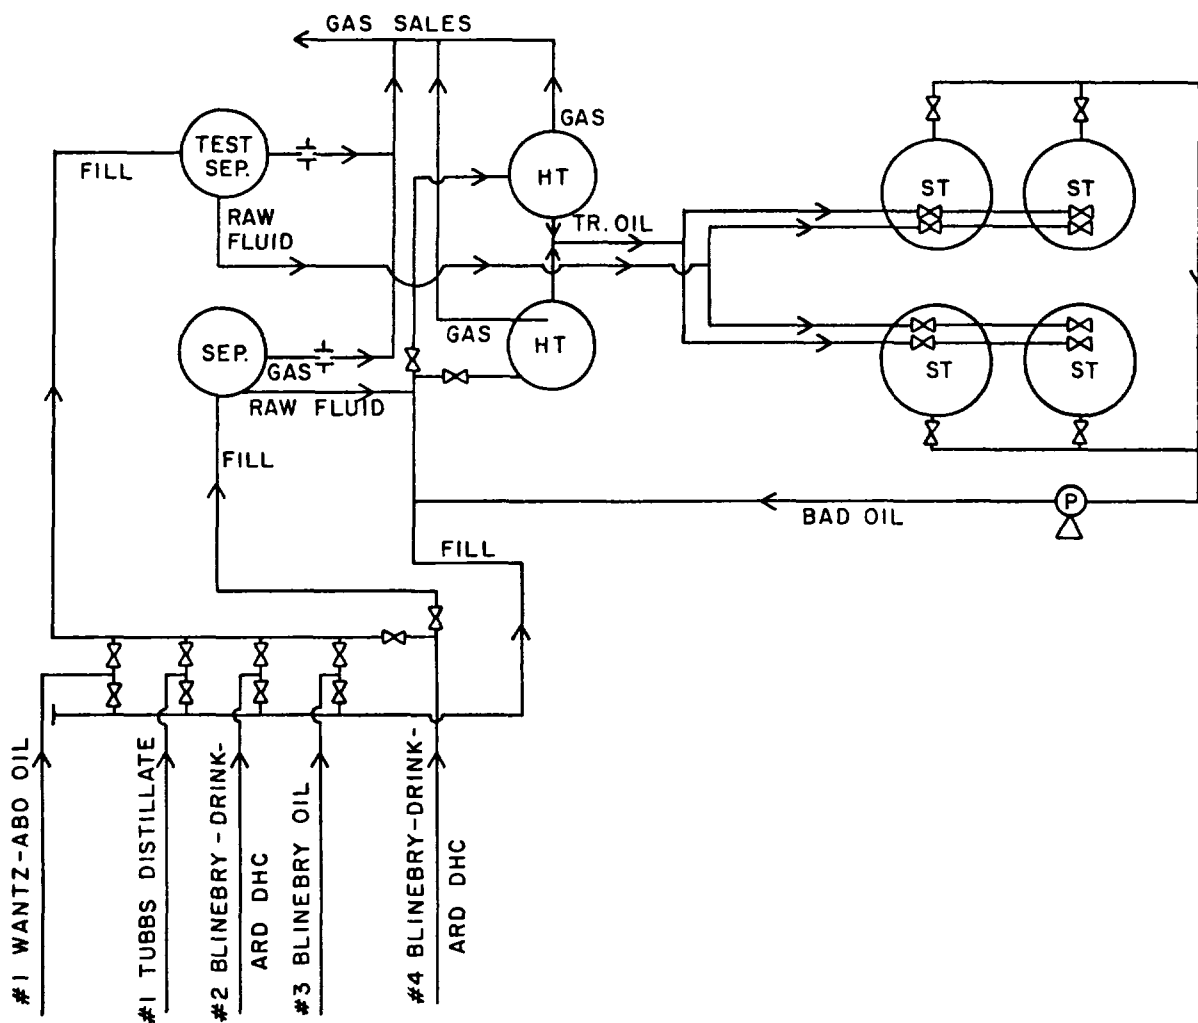 GAS SALES
GAS
TEST
SEP.
FILL
HT
ST
ST
RAW
FLUID
TR. OIL
GAS
HT
SEP.
GAS
RAW FLUID
ST
ST
FILL
P
BAD OIL
FILL
#1 WANTZ-ABO OIL
#1 TUBBS DISTILLATE
#2 BLINEBRY-DRINK-
ARD DHC
#3 BLINEBRY OIL
#4 BLINEBRY-DRINK-
ARD DHC